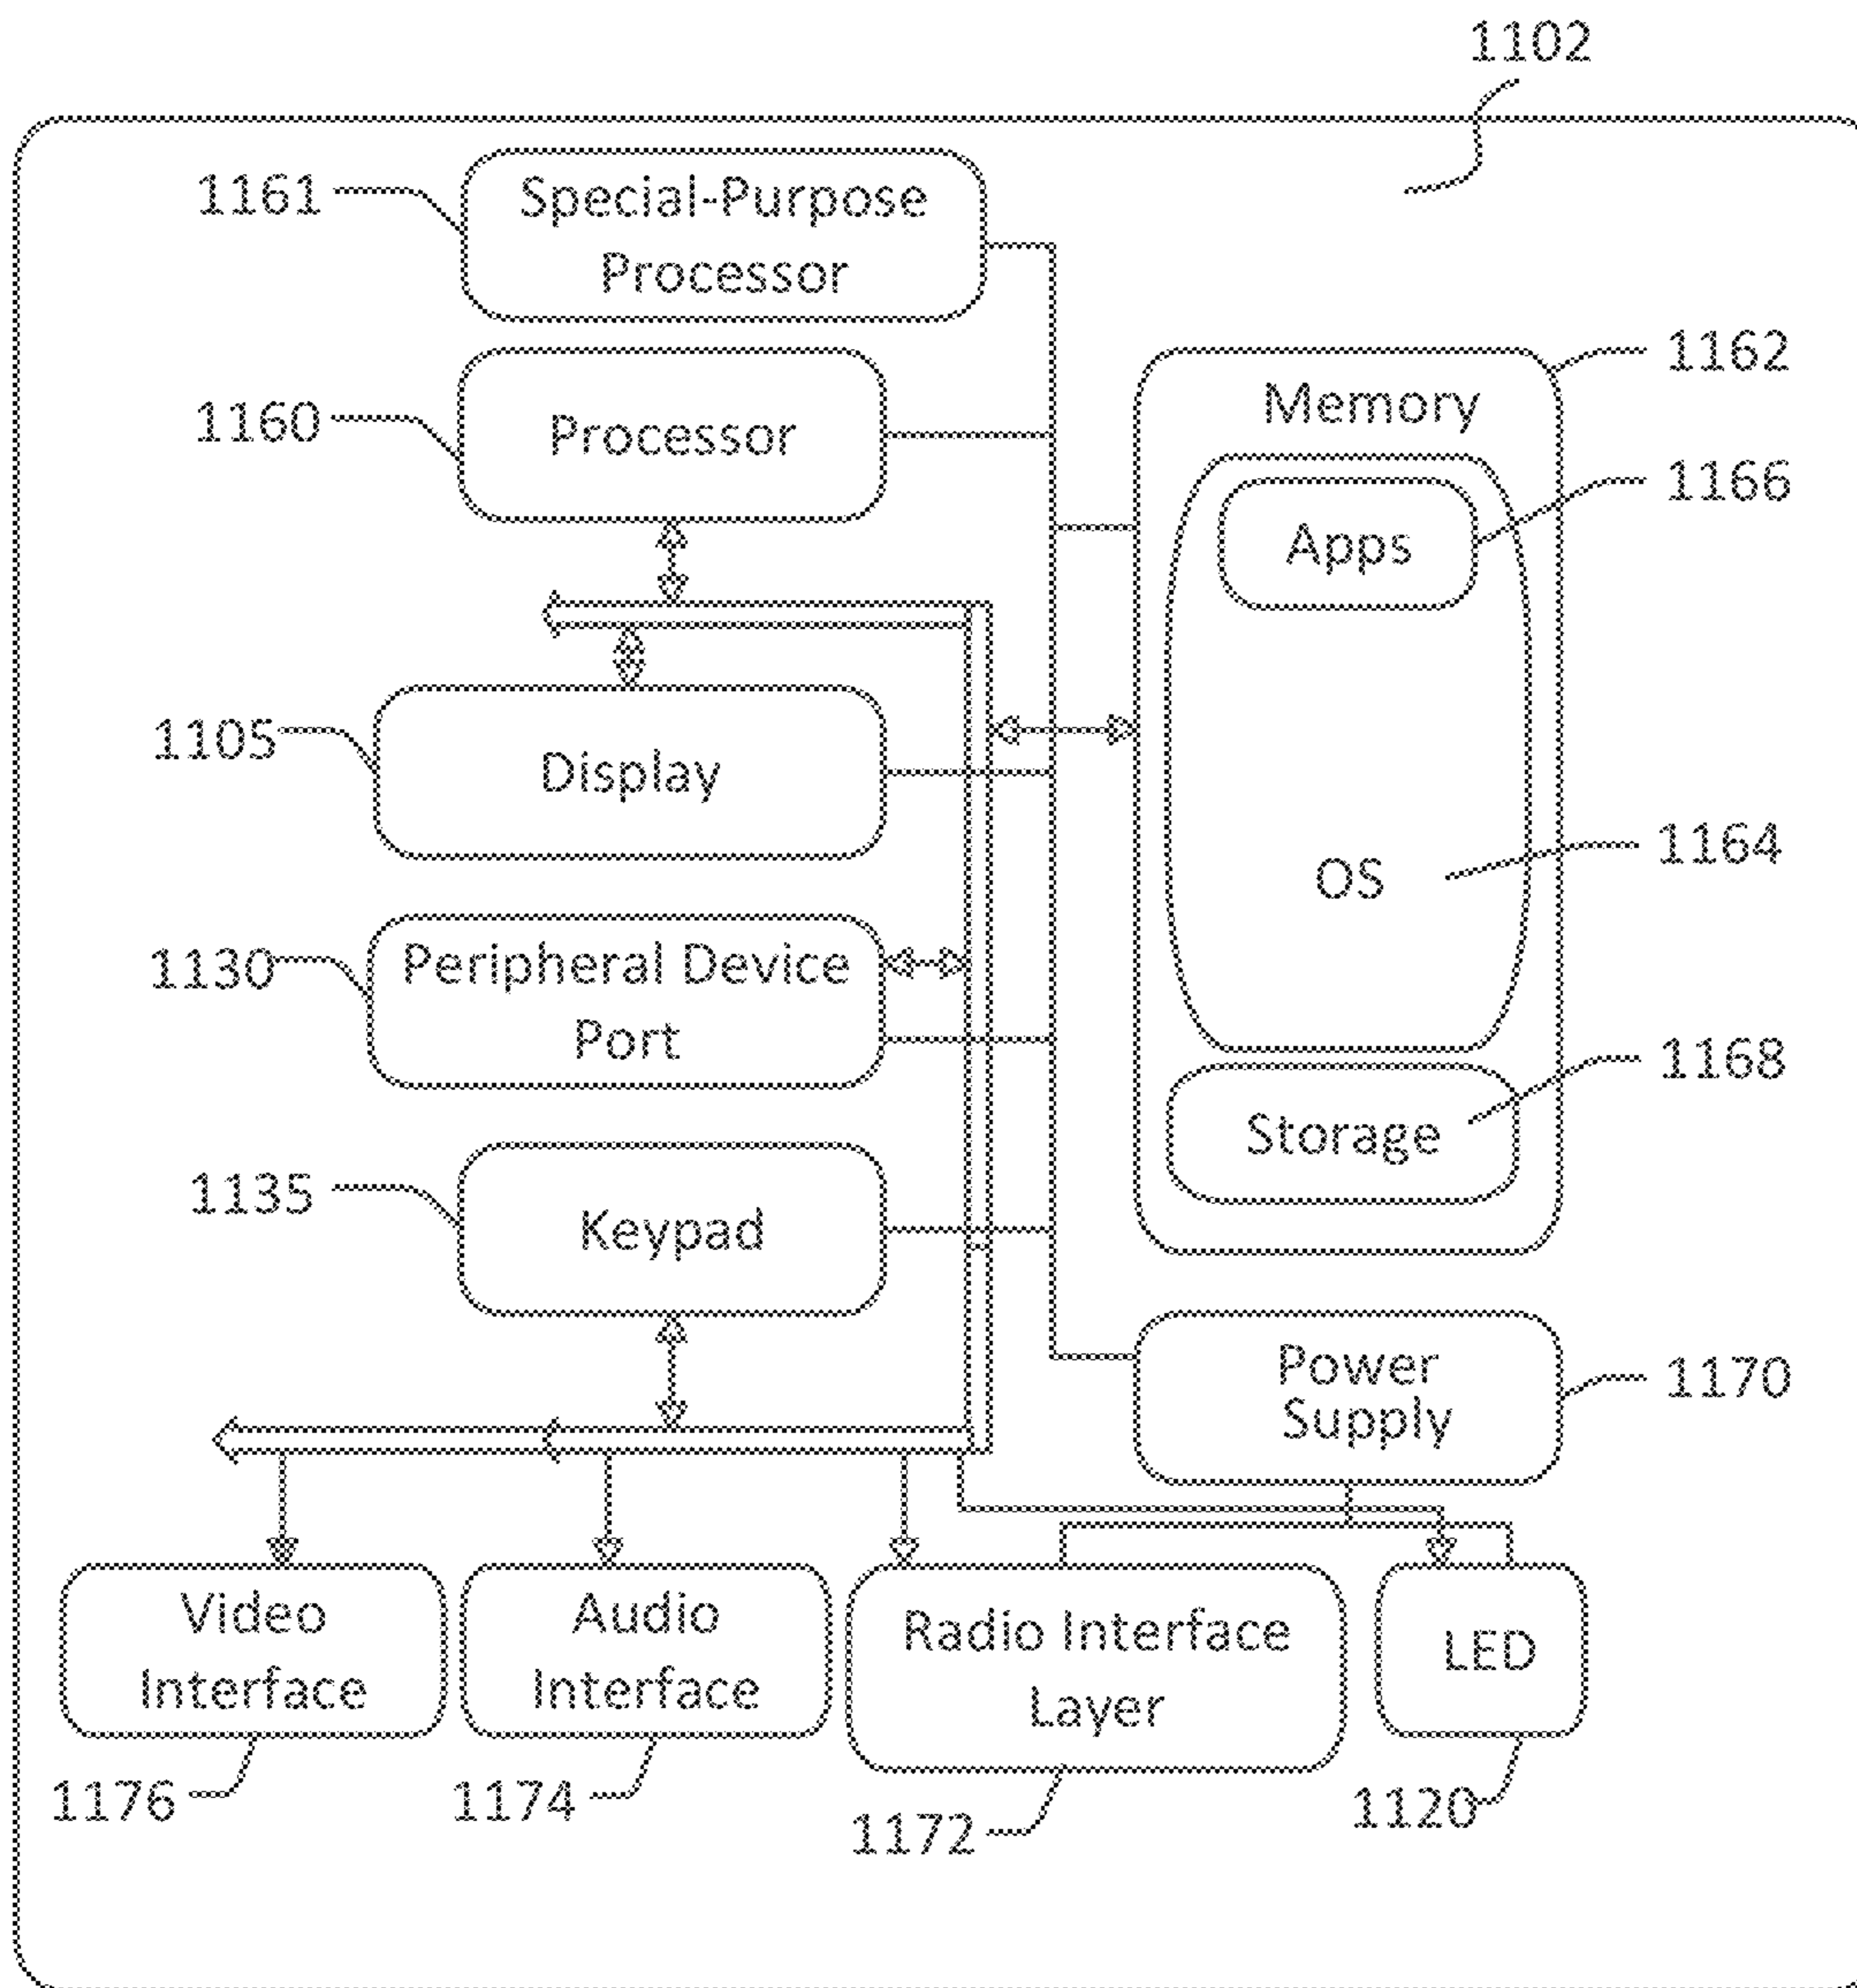 1102
1161
Special-Purpose
Processor
1162
Memory
1160
Processor
1166
Apps
1105
Display
1164
OS
1130
Peripheral Device
Port
1168
Storage
1135
Keypad
Power
Supply
1170
Video
Interface
Audio
Interface
Radio Interface
Layer
LED
1176
1174
1172
1120